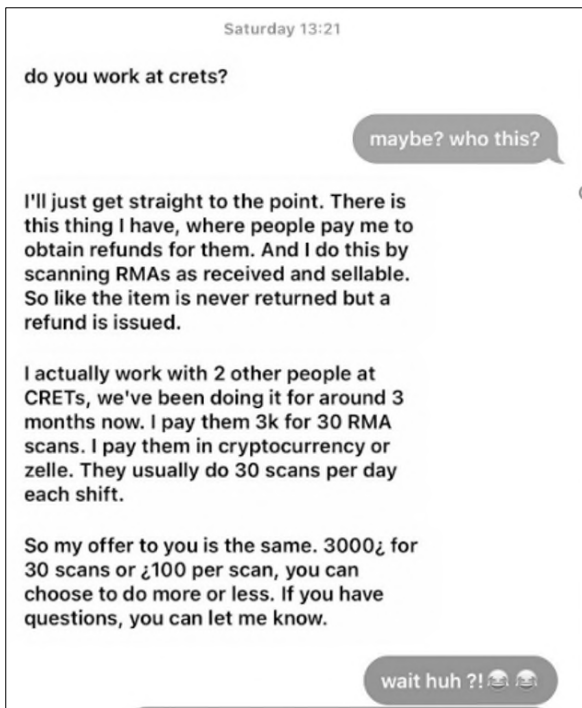 Saturday 13:21
do you work at crets?
maybe? who this?
I'll just get straight to the point. There is
this thing I have, where people pay me to
obtain refunds for them. And I do this by
scanning RMAs as received and sellable.
So like the item is never returned but a
refund is issued.
I actually work with 2 other people at
CRETs, we've been doing it for around 3
months now. I pay them 3k for 30 RMA
scans. I pay them in cryptocurrency or
zelle. They usually do 30 scans per day
each shift.
So my offer to you is the same. 3000¿ for
30 scans or ¿100 per scan, you can
choose to do more or less. If you have
questions, you can let me know.
wait huh ?!😂😂